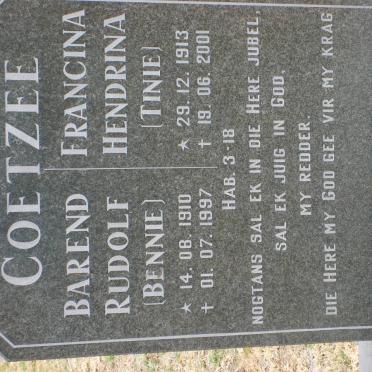 COETZEE
BAREND
RUDOLF
(BENNIE)
★ 14. 08. 1910
† 01. 07. 1997
FRANCINA
HENDRINA
(TINIE)
★ 29. 12. 1913
† 19. 06. 2001
HAB. 3-18
NOGTANS SAL EK IN DIE HERE JUBEL,
SAL EK JUIG IN GOD,
MY REDDER.
DIE HERE MY GOD GEE VIR MY KRAG